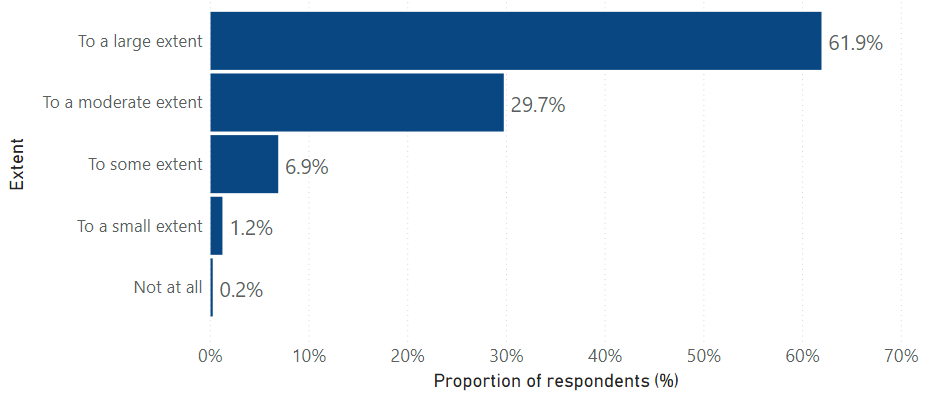 To a large extent 61.9%
To a moderate extent 29.7%
To some extent 6.9%
To a small extent 1.2%
Not at all 0.2%
Extent
0% 10% 20% 30% 40% 50% 60% 70%
Proportion of respondents (%)